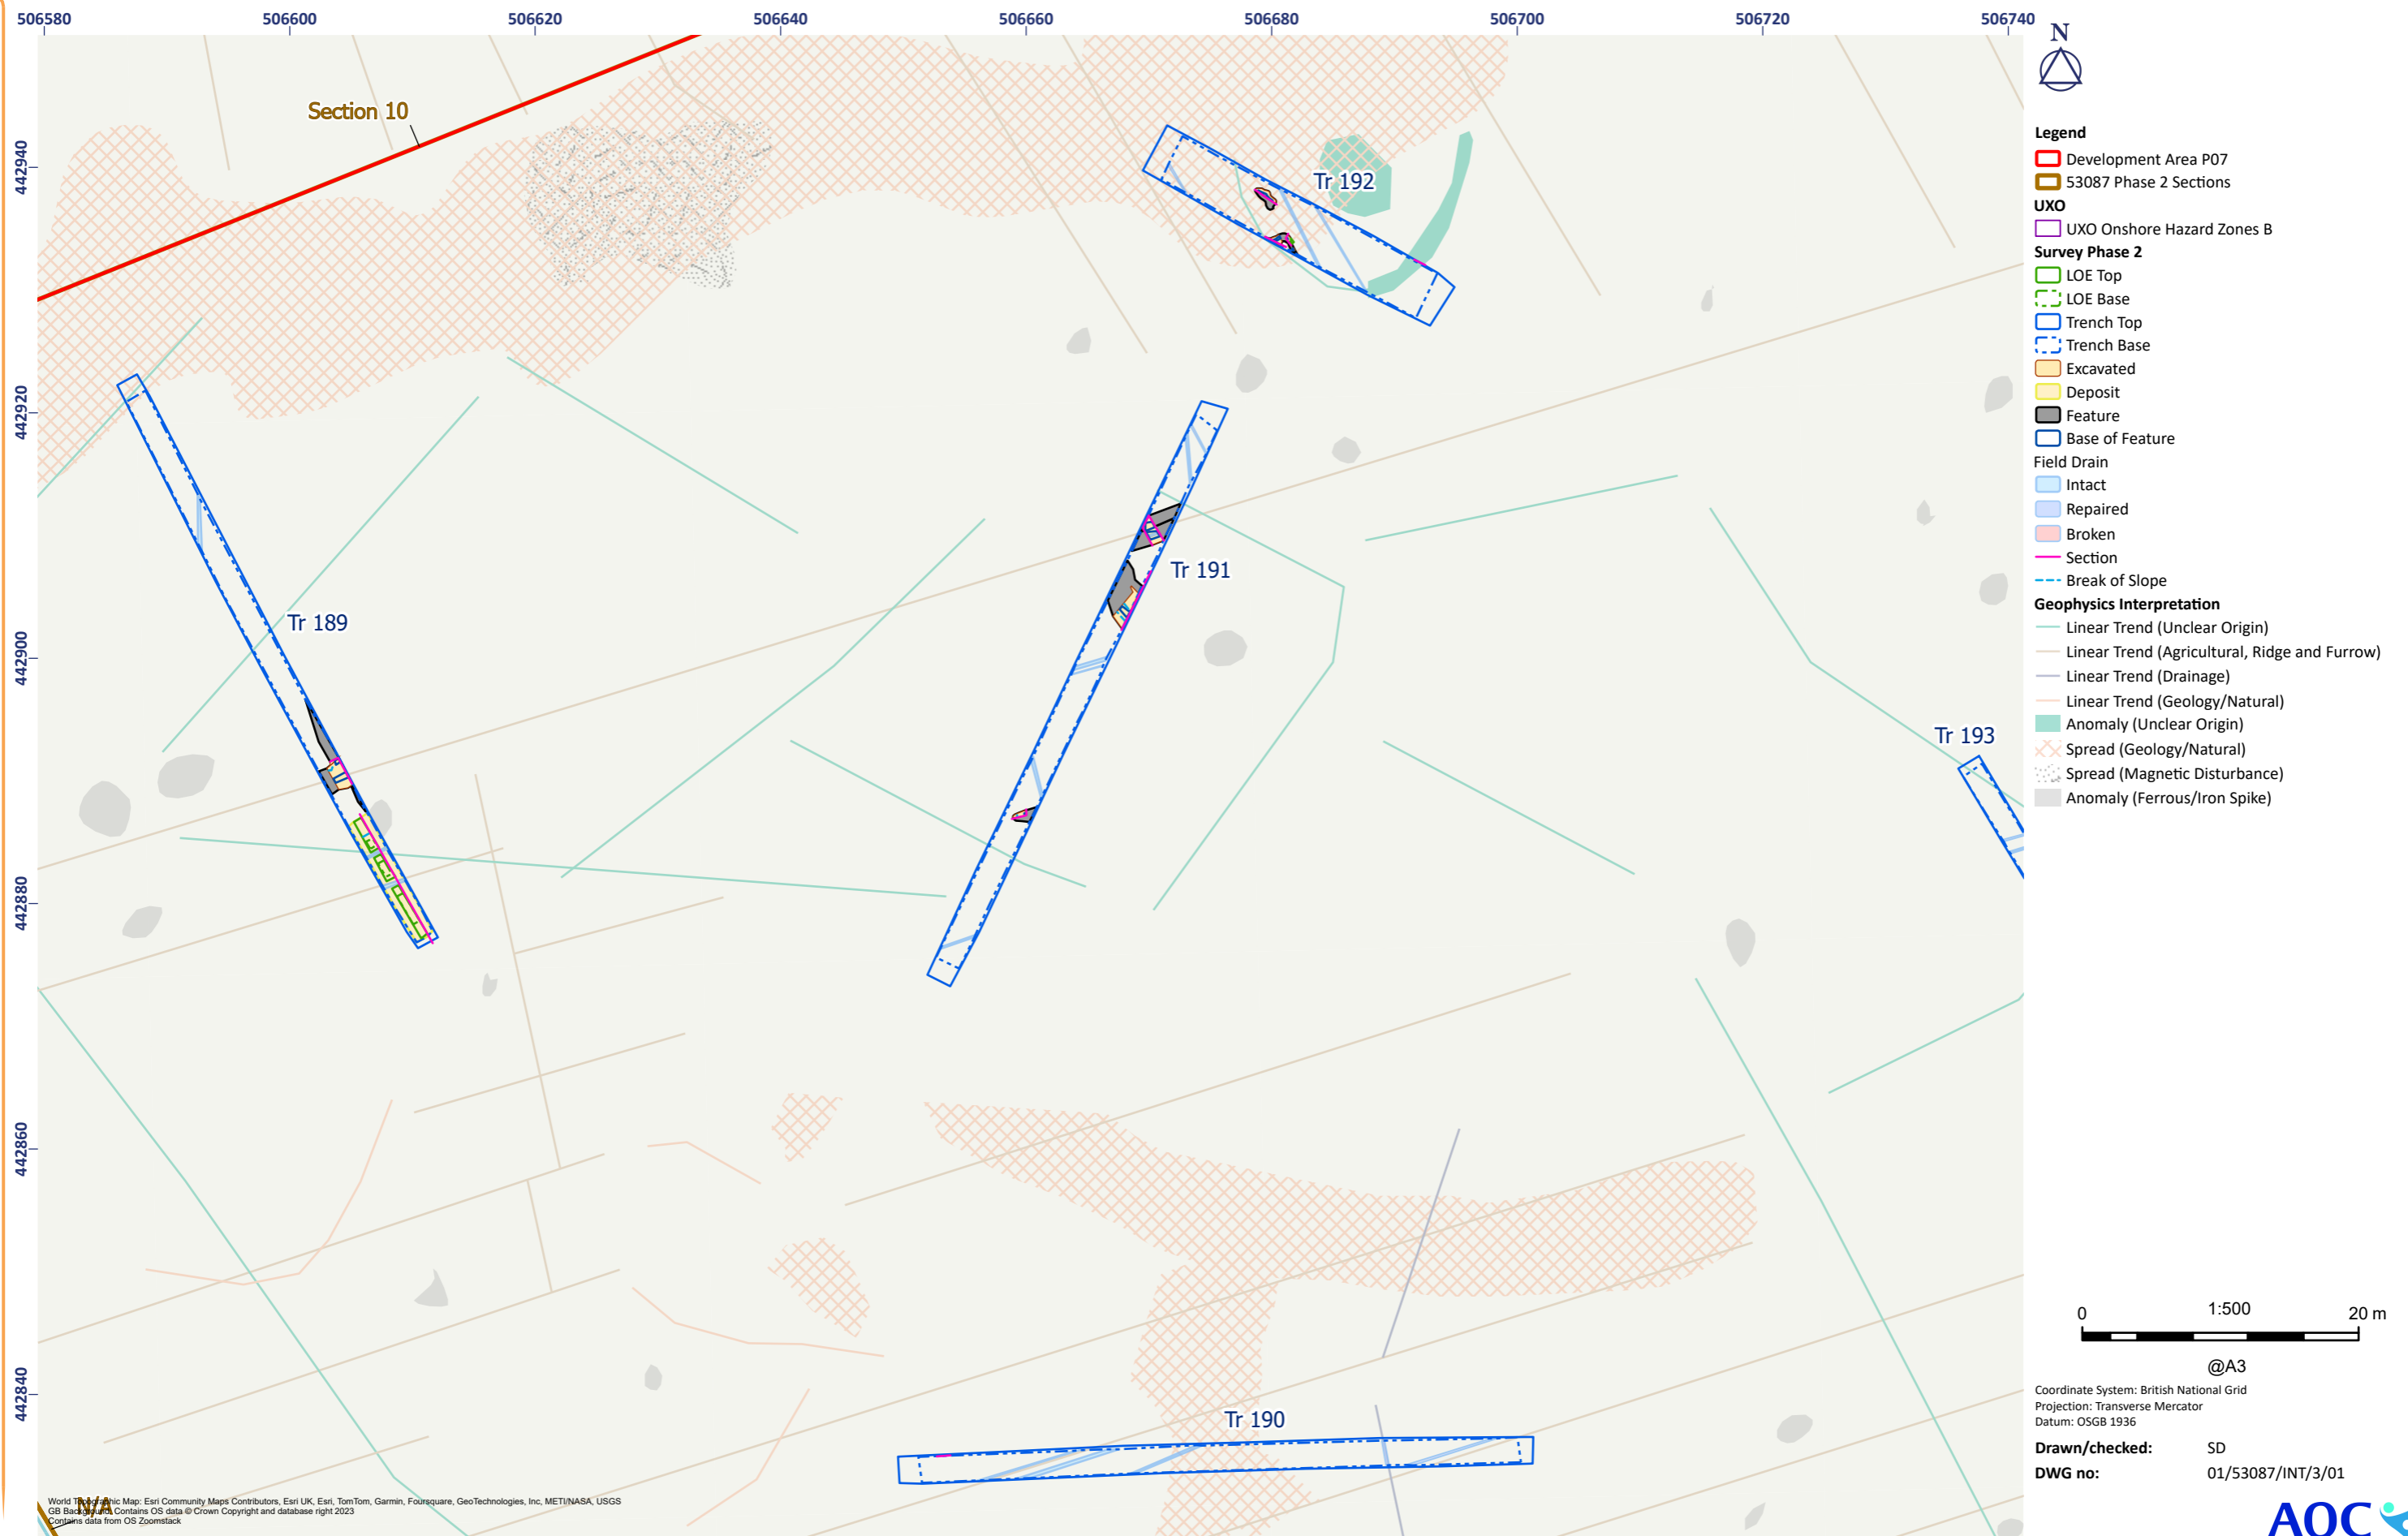 506580 506600 506620 506640 506660 506680 506700 506720 506740
442940
442920
442900
442880
442860
442840
Section 10
Tr 192
Tr 191
Tr 189
Tr 193
Tr 190
N/A
World Topographic Map: Esri Community Maps Contributors, Esri UK, Esri, TomTom, Garmin, Foursquare, GeoTechnologies, Inc, METI/NASA, USGS
GB Background: Contains OS data © Crown Copyright and database right 2023
Contains data from OS Zoomstack
N
Legend
Development Area P07
53087 Phase 2 Sections
UXO
UXO Onshore Hazard Zones B
Survey Phase 2
LOE Top
LOE Base
Trench Top
Trench Base
Excavated
Deposit
Feature
Base of Feature
Field Drain
Intact
Repaired
Broken
Section
Break of Slope
Geophysics Interpretation
Linear Trend (Unclear Origin)
Linear Trend (Agricultural, Ridge and Furrow)
Linear Trend (Drainage)
Linear Trend (Geology/Natural)
Anomaly (Unclear Origin)
Spread (Geology/Natural)
Spread (Magnetic Disturbance)
Anomaly (Ferrous/Iron Spike)
0 1:500 20 m
@A3
Coordinate System: British National Grid
Projection: Transverse Mercator
Datum: OSGB 1936
Drawn/checked: SD
DWG no: 01/53087/INT/3/01
AOC